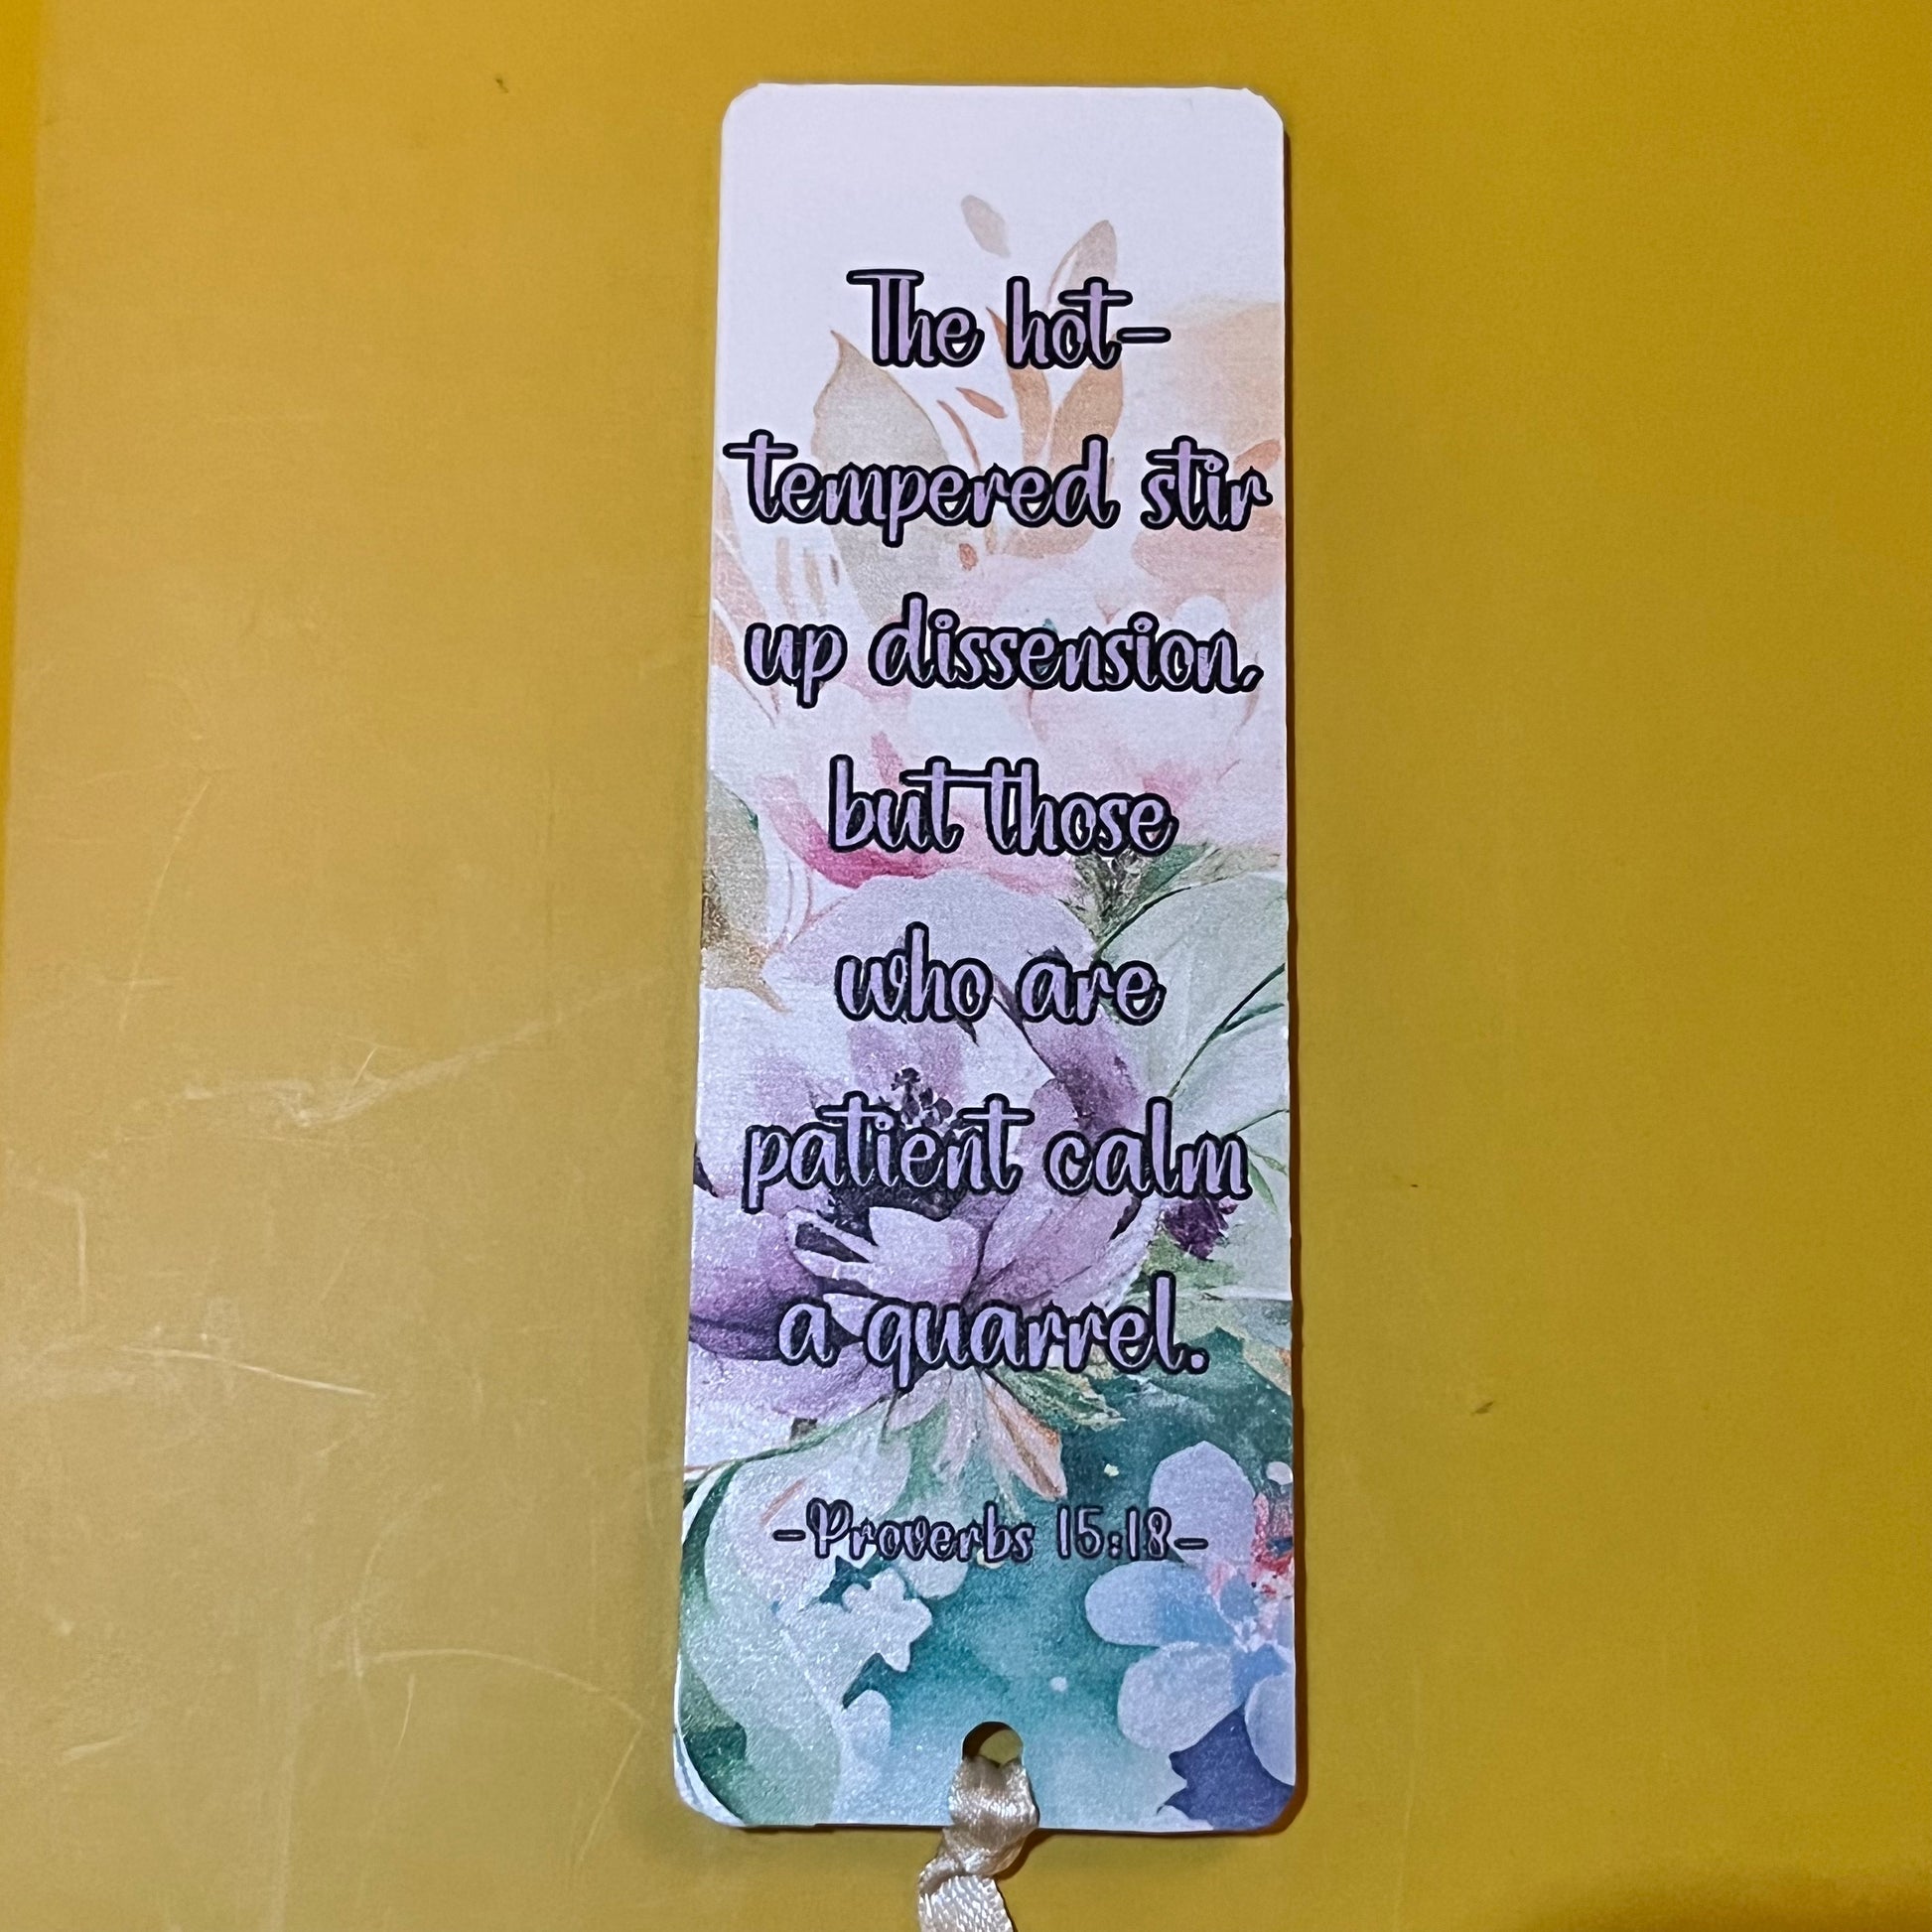 The hot-
tempered stir
up dissension,
but those
who are
patient calm
a quarrel.
-Proverbs 15:18-